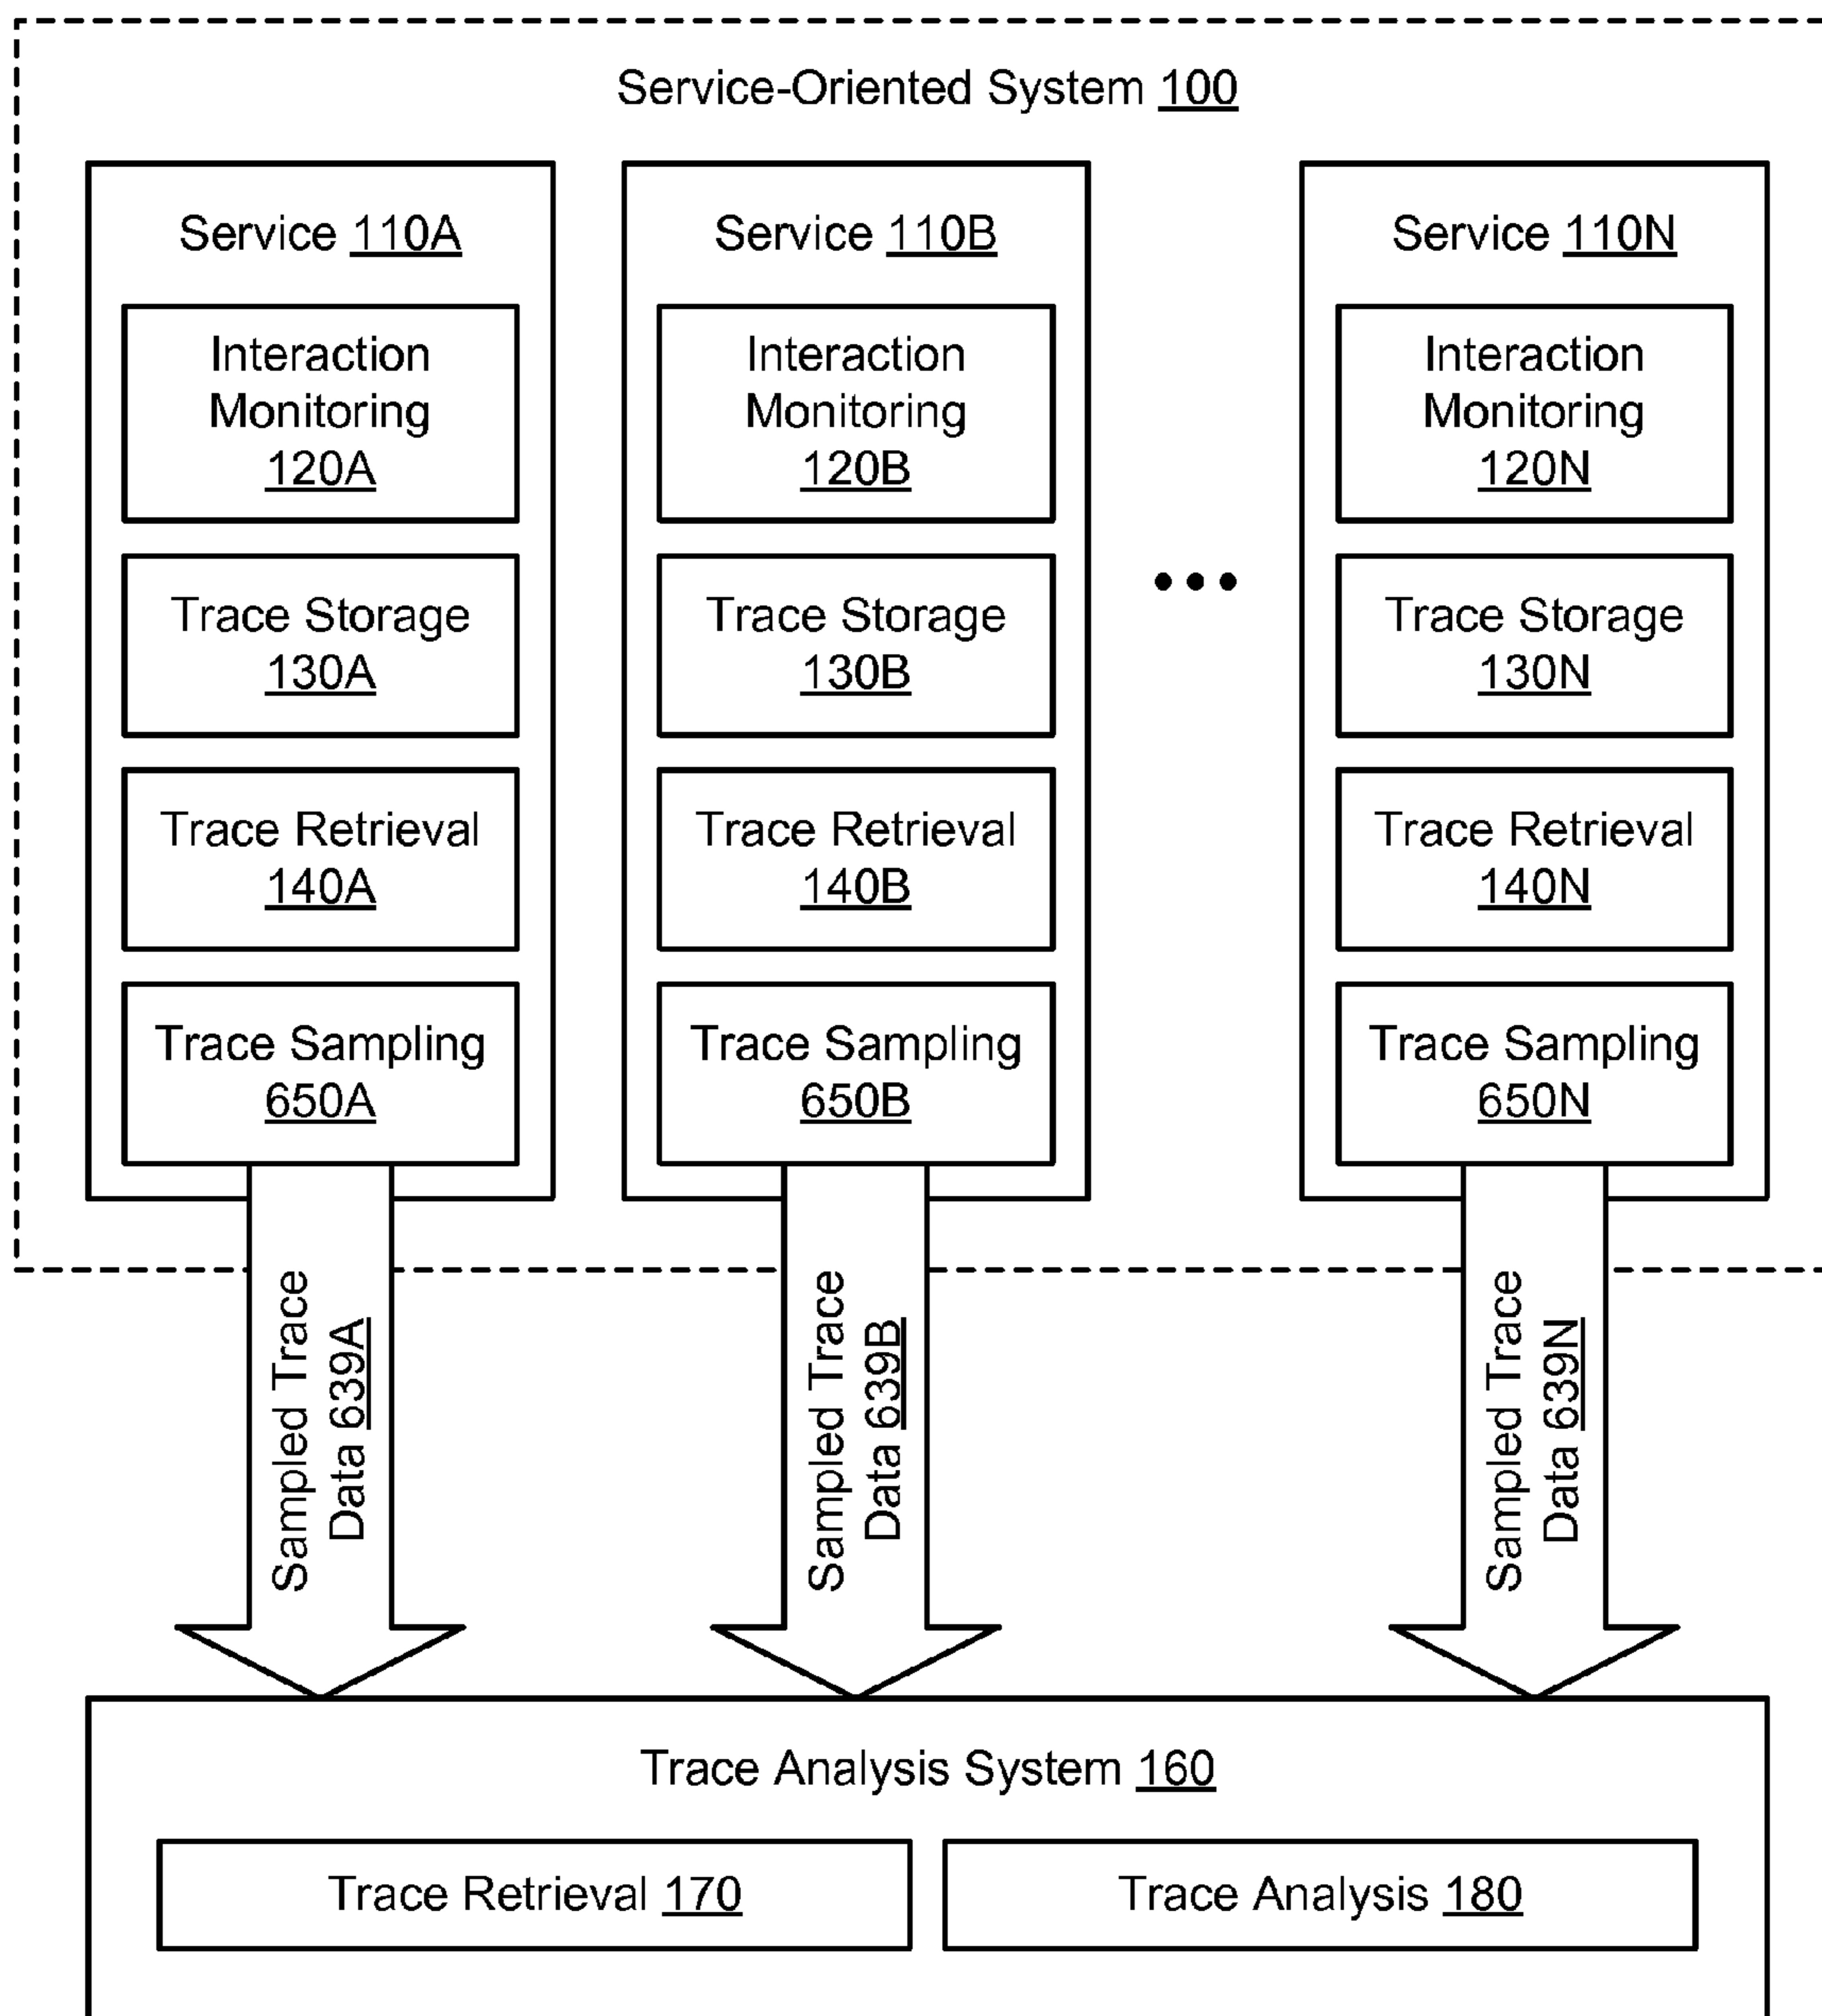 Service-Oriented System 100
Service 110A
Interaction
Monitoring
120A
Trace Storage
130A
Trace Retrieval
140A
Trace Sampling
650A
Service 110B
Interaction
Monitoring
120B
Trace Storage
130B
Trace Retrieval
140B
Trace Sampling
650B
•••
Service 110N
Interaction
Monitoring
120N
Trace Storage
130N
Trace Retrieval
140N
Trace Sampling
650N
Sampled Trace
Data 639A
Sampled Trace
Data 639B
Sampled Trace
Data 639N
Trace Analysis System 160
Trace Retrieval 170
Trace Analysis 180